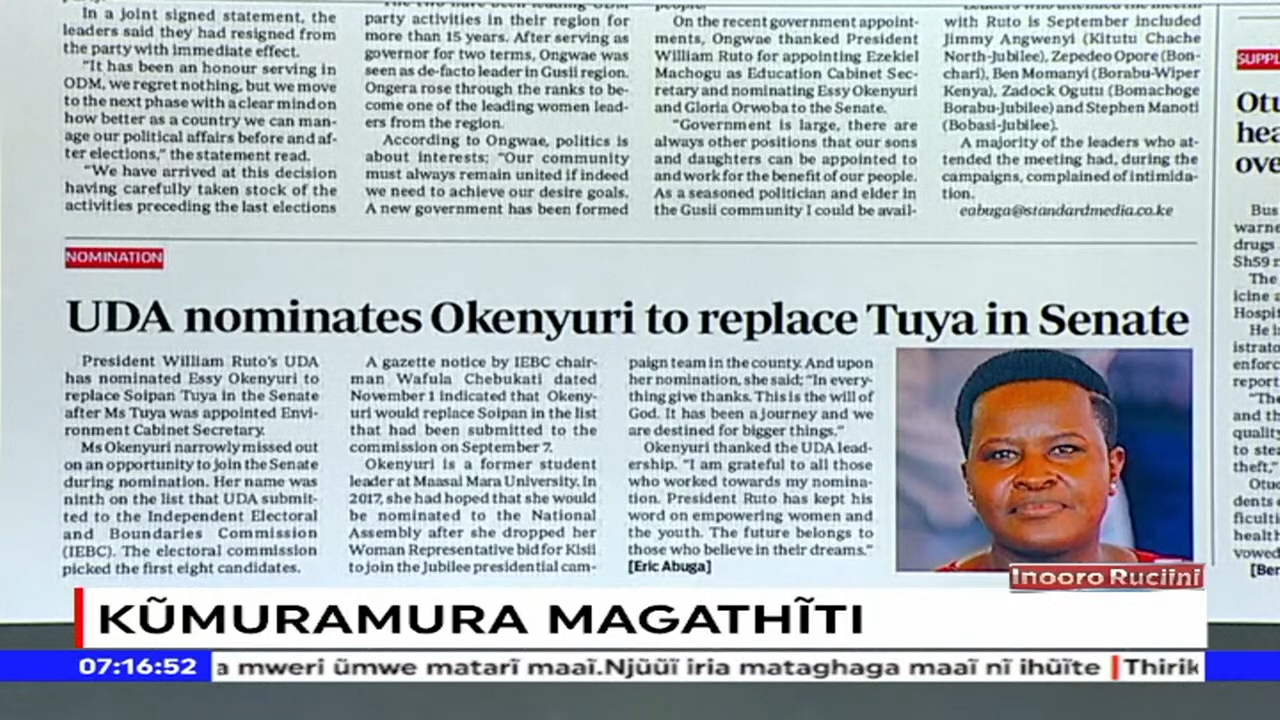 In a joint signed statement, the
leaders said they had resigned from
the party with immediate effect.
"It has been an honour serving in
ODM, we regret nothing, but we move
to the next phase with a clear mind on
how better as a country we can man-
age our political affairs before and af-
ter elections," the statement read.
"We have arrived at this decision
having carefully taken stock of the
activities preceding the last elections
party activities in their region for
more than 15 years. After serving as
governor for two terms, Ongwae was
seen as de-facto leader in Gusii region.
Ongera rose through the ranks to be-
come one of the leading women lead-
ers from the region.
According to Ongwae, politics is
about interests; "Our community
must always remain united if indeed
we need to achieve our desire goals.
A new government has been formed
On the recent government appoint-
ments, Ongwae thanked President
William Ruto for appointing Ezekiel
Machogu as Education Cabinet Sec-
retary and nominating Essy Okenyuri
and Gloria Orwoba to the Senate.
"Government is large, there are
always other positions that our sons
and daughters can be appointed to
and work for the benefit of our people.
As a seasoned politician and elder in
the Gusii community I could be avail-
with Ruto is September included
Jimmy Angwenyi (Kitutu Chache
North-Jubilee), Zepedeo Opore (Bon-
chari), Ben Momanyi (Borabu-Wiper
Kenya), Zadock Ogutu (Bomachoge
Borabu-Jubilee) and Stephen Manoti
(Bobasi-Jubilee).
A majority of the leaders who at-
tended the meeting had, during the
campaigns, complained of intimida-
tion.
eabuga@standardmedia.co.ke
NOMINATION
UDA nominates Okenyuri to replace Tuya in Senate
President William Ruto's UDA
has nominated Essy Okenyuri to
replace Soipan Tuya in the Senate
after Ms Tuya was appointed Envi-
ronment Cabinet Secretary.
Ms Okenyuri narrowly missed out
on an opportunity to join the Senate
during nomination. Her name was
ninth on the list that UDA submit-
ted to the Independent Electoral
and Boundaries Commission
(IEBC). The electoral commission
picked the first eight candidates.
A gazette notice by IEBC chair-
man Wafula Chebukati dated
November 1 indicated that Okeny-
uri would replace Soipan in the list
that had been submitted to the
commission on September 7.
Okenyuri is a former student
leader at Maasai Mara University. In
2017, she had hoped that she would
be nominated to the National
Assembly after she dropped her
Woman Representative bid for Kisii
to join the Jubilee presidential cam-
paign team in the county. And upon
her nomination, she said; "In every-
thing give thanks. This is the will of
God. It has been a journey and we
are destined for bigger things."
Okenyuri thanked the UDA lead-
ership. "I am grateful to all those
who worked towards my nomina-
tion. President Ruto has kept his
word on empowering women and
the youth. The future belongs to
those who believe in their dreams."
[Eric Abuga]
Inooro Ruciini
KŨMURAMURA MAGATHĨTI
07:16:52 a mweri ũmwe matarĩ maaĩ.Njũũĩ iria mataghaga maaĩ nĩ ihũĩte | Thirik